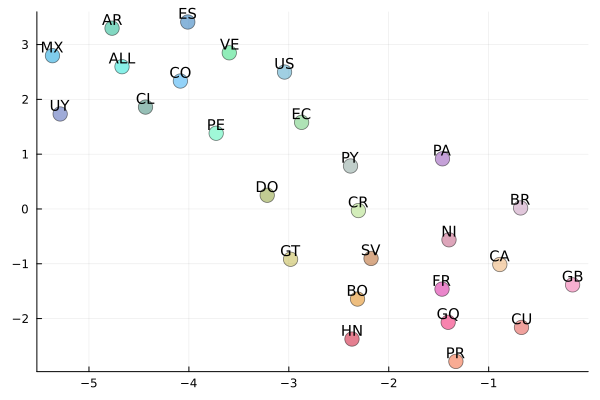 ES
AR
3
MX
VE
ALL
US
CO
2
UY
CL
EC
PE
1
PA
PY
DO
BR
0
CR
NI
GT
SV
−1
CA
FR
GB
BO
GQ
−2
CU
HN
PR
−5 −4 −3 −2 −1